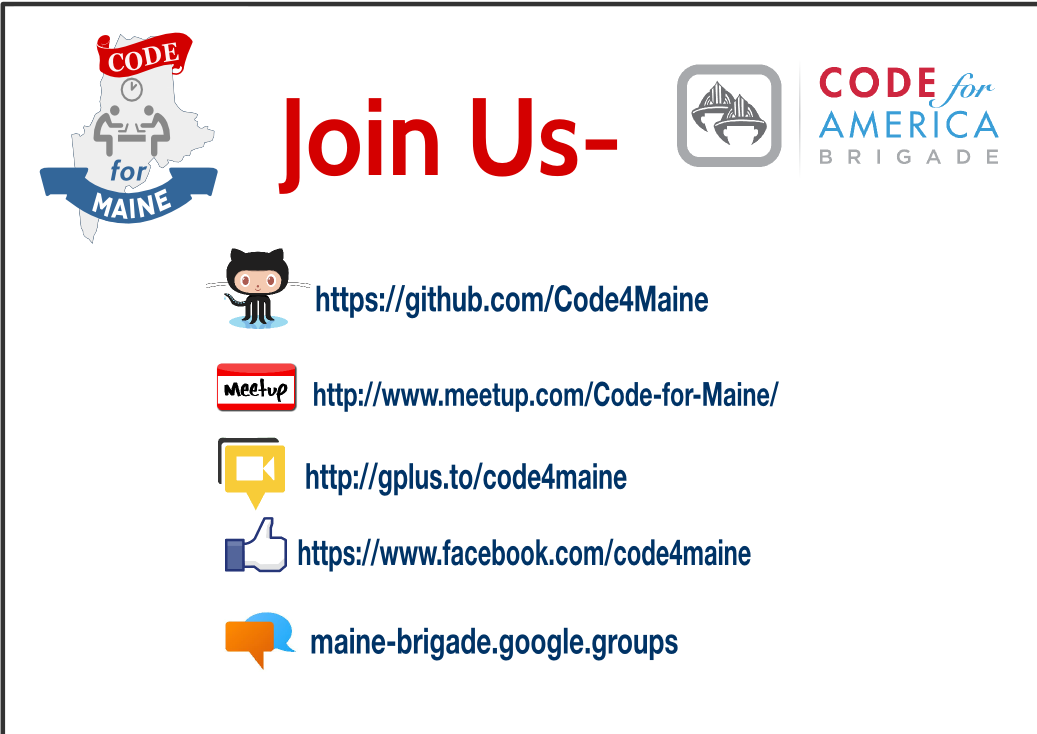 CODE
for
MAINE
Join Us-
CODE for
AMERICA
BRIGADE
https://github.com/Code4Maine
Meetup
http://www.meetup.com/Code-for-Maine/
http://gplus.to/code4maine
https://www.facebook.com/code4maine
maine-brigade.google.groups